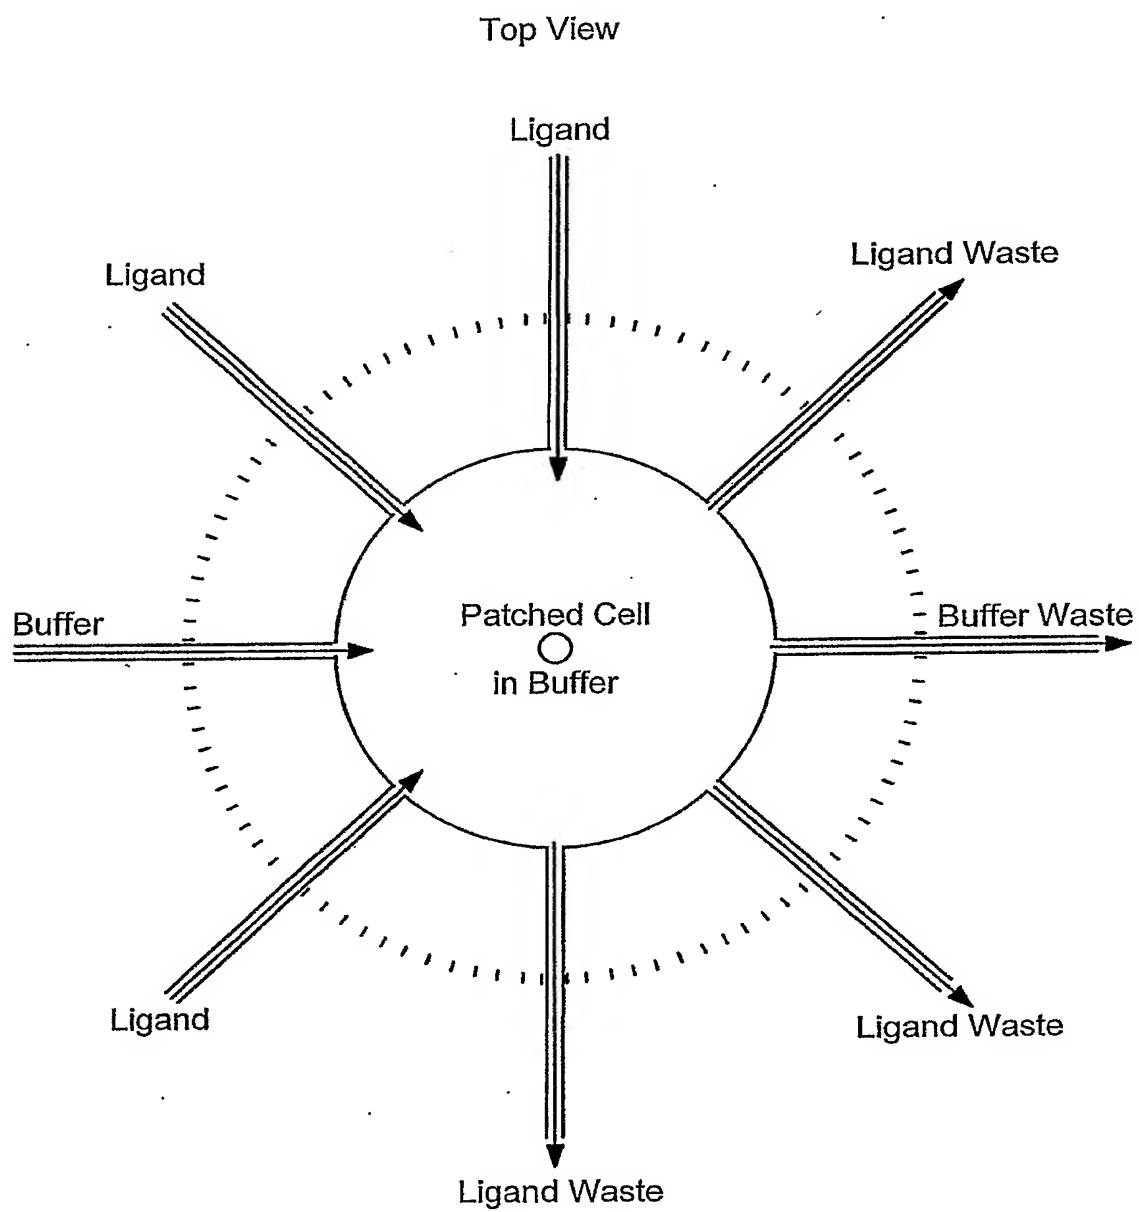 Top View
Ligand
Ligand Waste
Ligand
Buffer
Patched Cell
in Buffer
Buffer Waste
Ligand
Ligand Waste
Ligand Waste